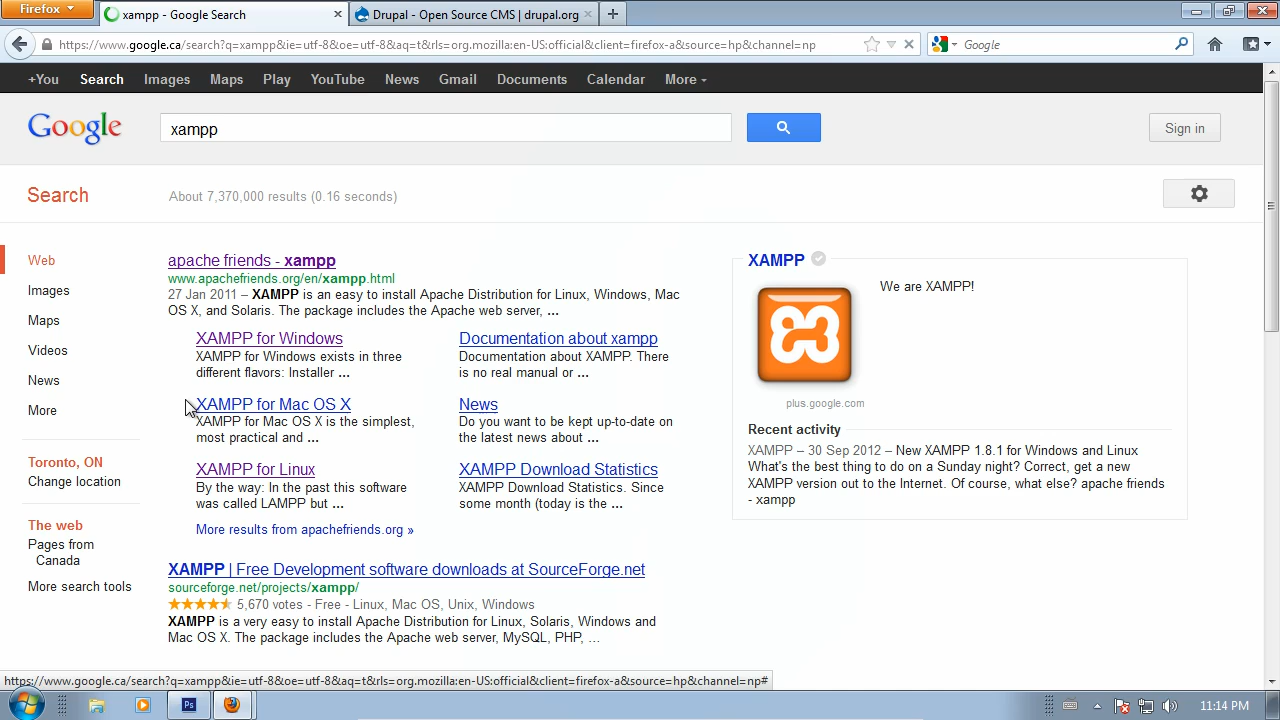 Firefox
xampp - Google Search
Drupal - Open Source CMS | drupal.org
https://www.google.ca/search?q=xampp&ie=utf-8&oe=utf-8&aq=t&rls=org.mozilla:en-US:official&client=firefox-a&source=hp&channel=np
Google
+You Search Images Maps Play YouTube News Gmail Documents Calendar More
Google
xampp
Sign in
Search
About 7,370,000 results (0.16 seconds)
Web
Images
Maps
Videos
News
More
Toronto, ON
Change location
The web
Pages from
Canada
More search tools
apache friends - xampp
www.apachefriends.org/en/xampp.html
27 Jan 2011 – XAMPP is an easy to install Apache Distribution for Linux, Windows, Mac
OS X, and Solaris. The package includes the Apache web server, ...
XAMPP for Windows
XAMPP for Windows exists in three
different flavors: Installer ...
Documentation about xampp
Documentation about XAMPP. There
is no real manual or ...
XAMPP for Mac OS X
XAMPP for Mac OS X is the simplest,
most practical and ...
News
Do you want to be kept up-to-date on
the latest news about ...
XAMPP for Linux
By the way: In the past this software
was called LAMPP but ...
XAMPP Download Statistics
XAMPP Download Statistics. Since
some month (today is the ...
More results from apachefriends.org »
XAMPP | Free Development software downloads at SourceForge.net
sourceforge.net/projects/xampp/
5,670 votes - Free - Linux, Mac OS, Unix, Windows
XAMPP is a very easy to install Apache Distribution for Linux, Solaris, Windows and
Mac OS X. The package includes the Apache web server, MySQL, PHP, ...
XAMPP
We are XAMPP!
plus.google.com
Recent activity
XAMPP – 30 Sep 2012 – New XAMPP 1.8.1 for Windows and Linux
What's the best thing to do on a Sunday night? Correct, get a new
XAMPP version out to the Internet. Of course, what else? apache friends
- xampp
https://www.google.ca/search?q=xampp&ie=utf-8&oe=utf-8&aq=t&rls=org.mozilla:en-US:official&client=firefox-a&source=hp&channel=np#
Ps
11:14 PM